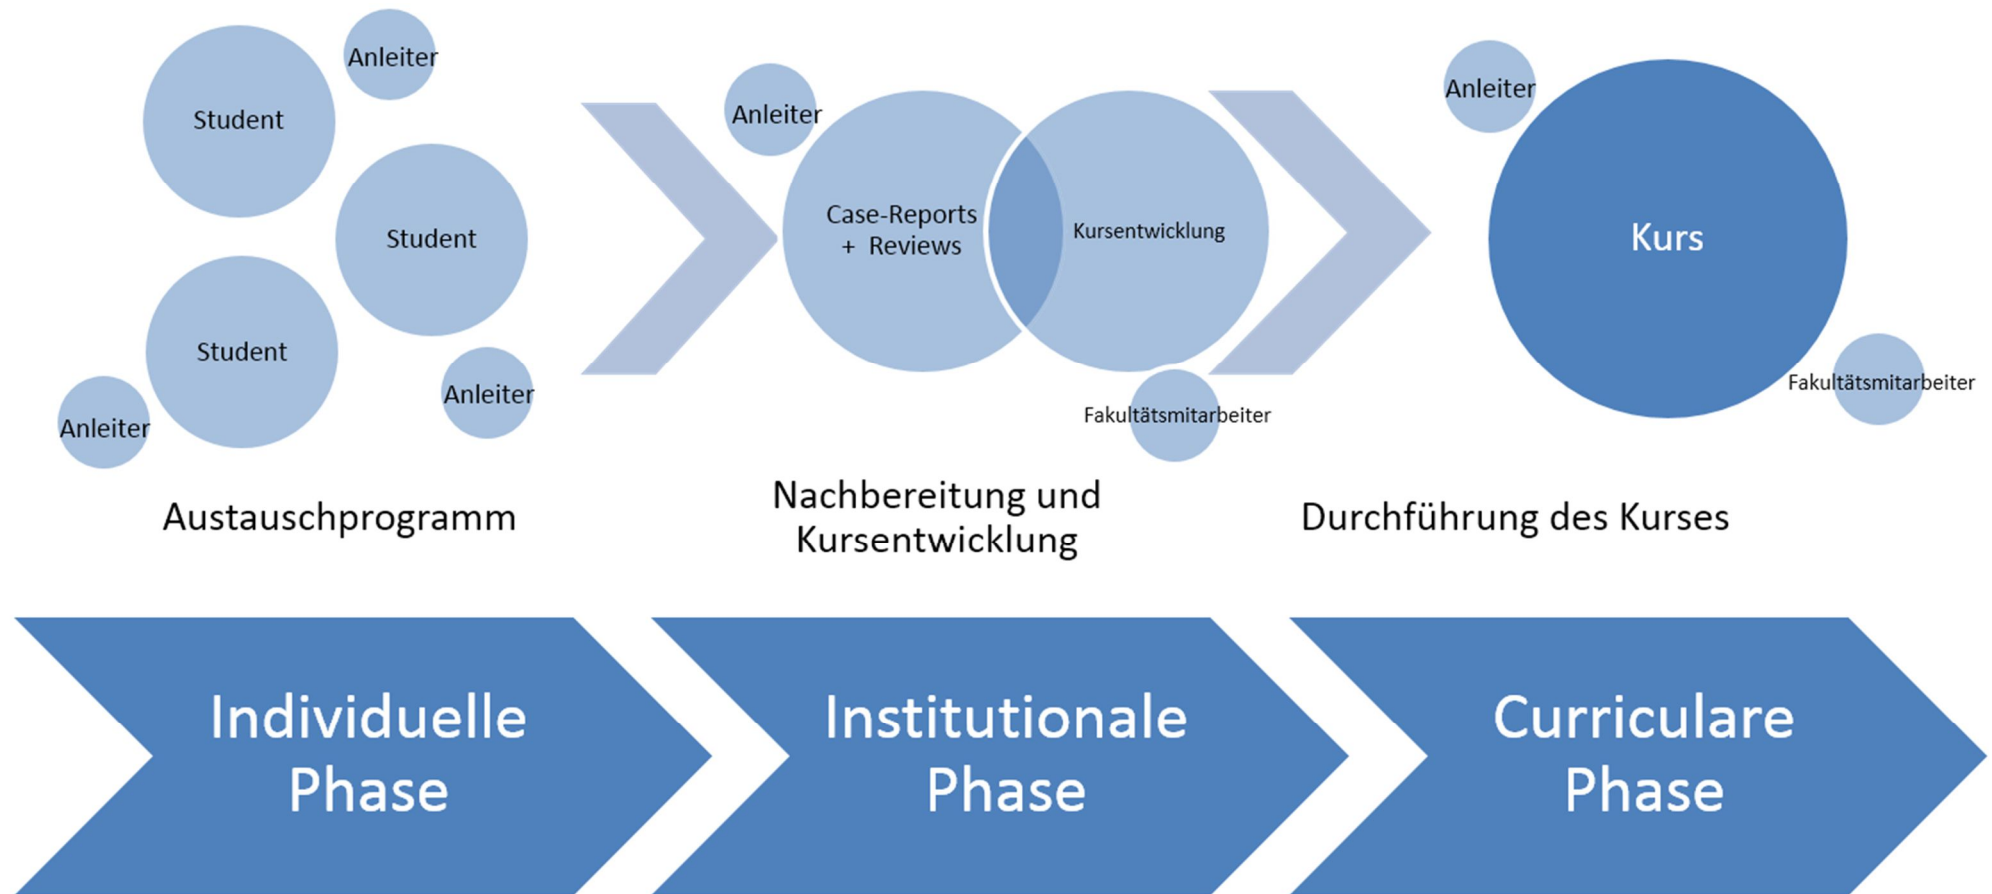 Anleiter
Student
Student
Student
Anleiter
Anleiter
Austauschprogramm
Anleiter
Case-Reports
+ Reviews
Kursentwicklung
Fakultätsmitarbeiter
Nachbereitung und
Kursentwicklung
Anleiter
Kurs
Fakultätsmitarbeiter
Durchführung des Kurses
Individuelle
Phase
Institutionale
Phase
Curriculare
Phase